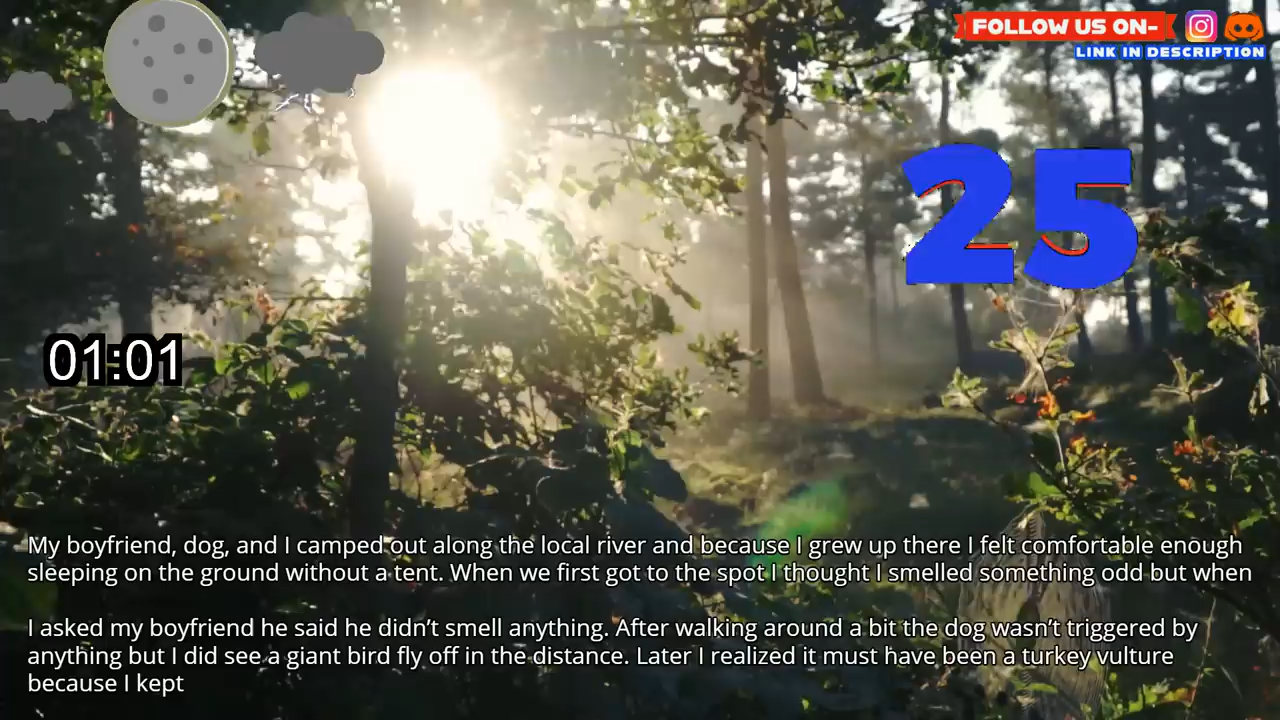 FOLLOW US ON-
LINK IN DESCRIPTION
25
01:01
My boyfriend, dog, and I camped out along the local river and because I grew up there I felt comfortable enough
sleeping on the ground without a tent. When we first got to the spot I thought I smelled something odd but when
I asked my boyfriend he said he didn’t smell anything. After walking around a bit the dog wasn’t triggered by
anything but I did see a giant bird fly off in the distance. Later I realized it must have been a turkey vulture
because I kept